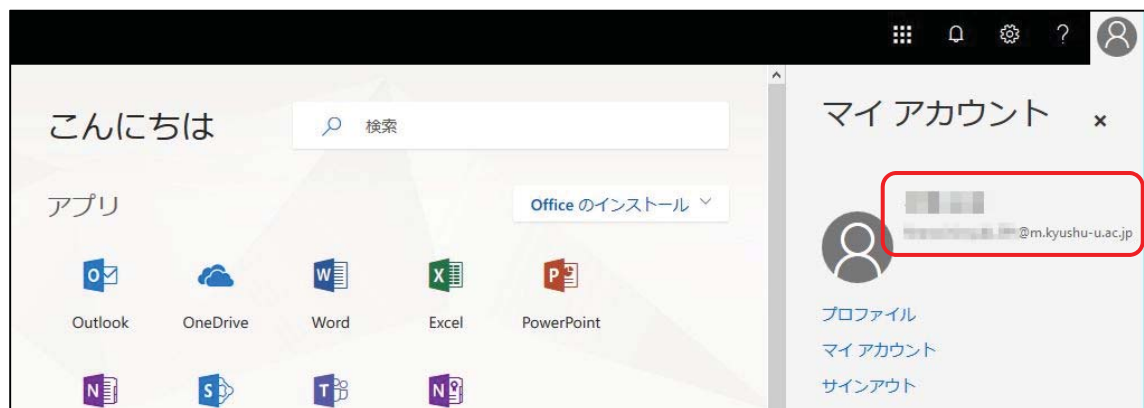 こんにちは
検索
アプリ
Office のインストール
Outlook
OneDrive
Word
Excel
PowerPoint
マイ アカウント
@m.kyushu-u.ac.jp
プロファイル
マイ アカウント
サインアウト